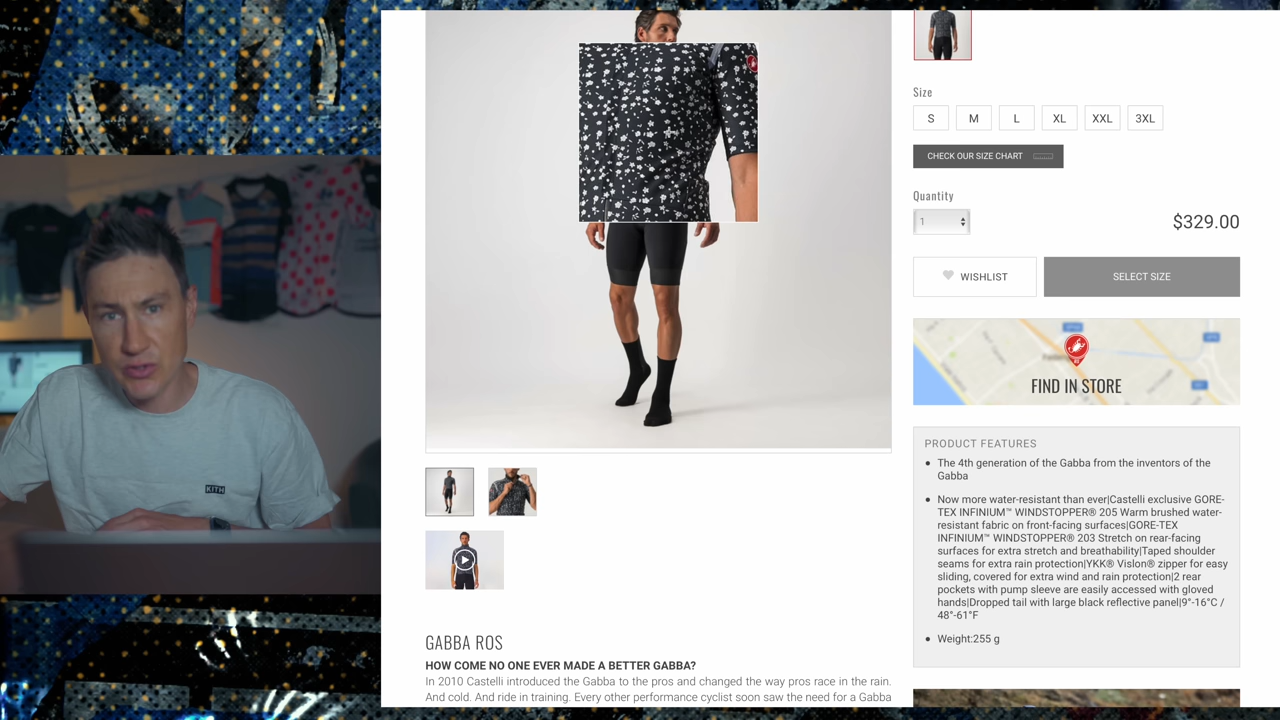 Size
S M L XL XXL 3XL
CHECK OUR SIZE CHART
Quantity
1
$329.00
WISHLIST
SELECT SIZE
FIND IN STORE
PRODUCT FEATURES
The 4th generation of the Gabba from the inventors of the
Gabba
Now more water-resistant than ever|Castelli exclusive GORE-
TEX INFINIUM™ WINDSTOPPER® 205 Warm brushed water-
resistant fabric on front-facing surfaces|GORE-TEX
INFINIUM™ WINDSTOPPER® 203 Stretch on rear-facing
surfaces for extra stretch and breathability|Taped shoulder
seams for extra rain protection|YKK® Vislon® zipper for easy
sliding, covered for extra wind and rain protection|2 rear
pockets with pump sleeve are easily accessed with gloved
hands|Dropped tail with large black reflective panel|9°-16°C /
48°-61°F
Weight:255 g
GABBA ROS
HOW COME NO ONE EVER MADE A BETTER GABBA?
In 2010 Castelli introduced the Gabba to the pros and changed the way pros race in the rain.
And cold. And ride in training. Every other performance cyclist soon saw the need for a Gabba
KITH